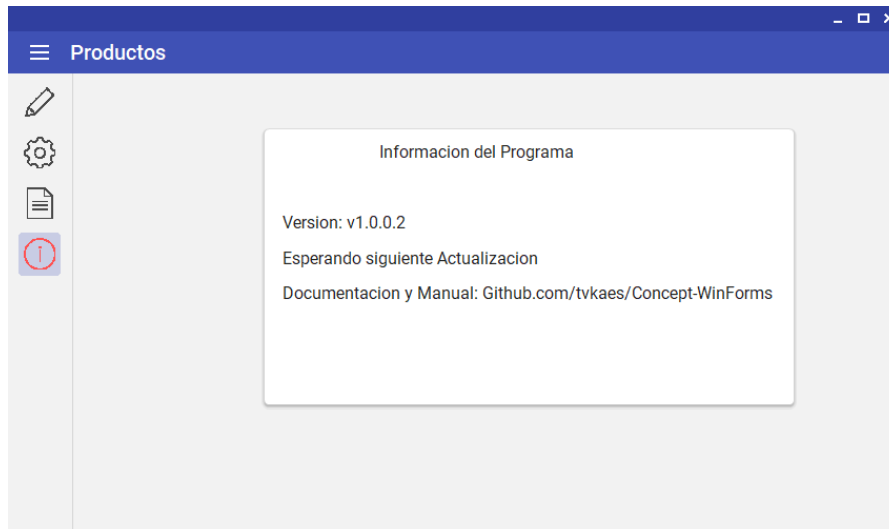 Productos
Informacion del Programa
Version: v1.0.0.2
Esperando siguiente Actualizacion
Documentacion y Manual: Github.com/tvkaes/Concept-WinForms